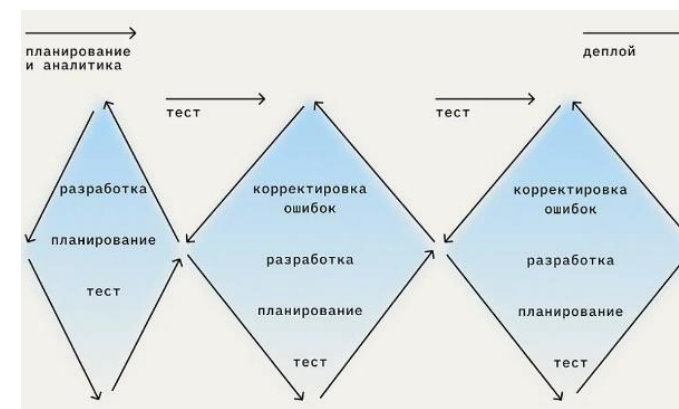 планирование
и аналитика
деплой
тест
тест
разработка
планирование
тест
корректировка
ошибок
разработка
планирование
тест
корректировка
ошибок
разработка
планирование
тест